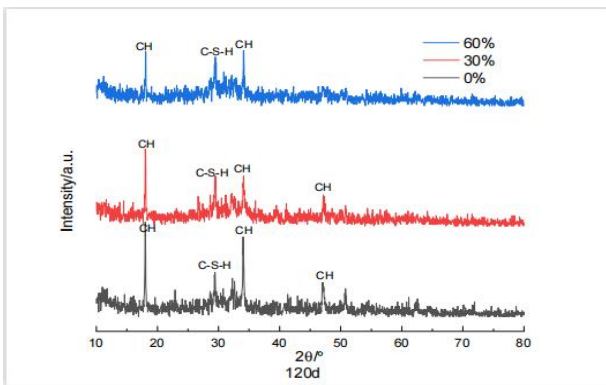 60%
30%
0%
CH
C-S-H
CH
CH
C-S-H
CH
CH
CH
C-S-H
CH
CH
Intensity/a.u.
10 20 30 40 50 60 70 80
2θ/°
120d